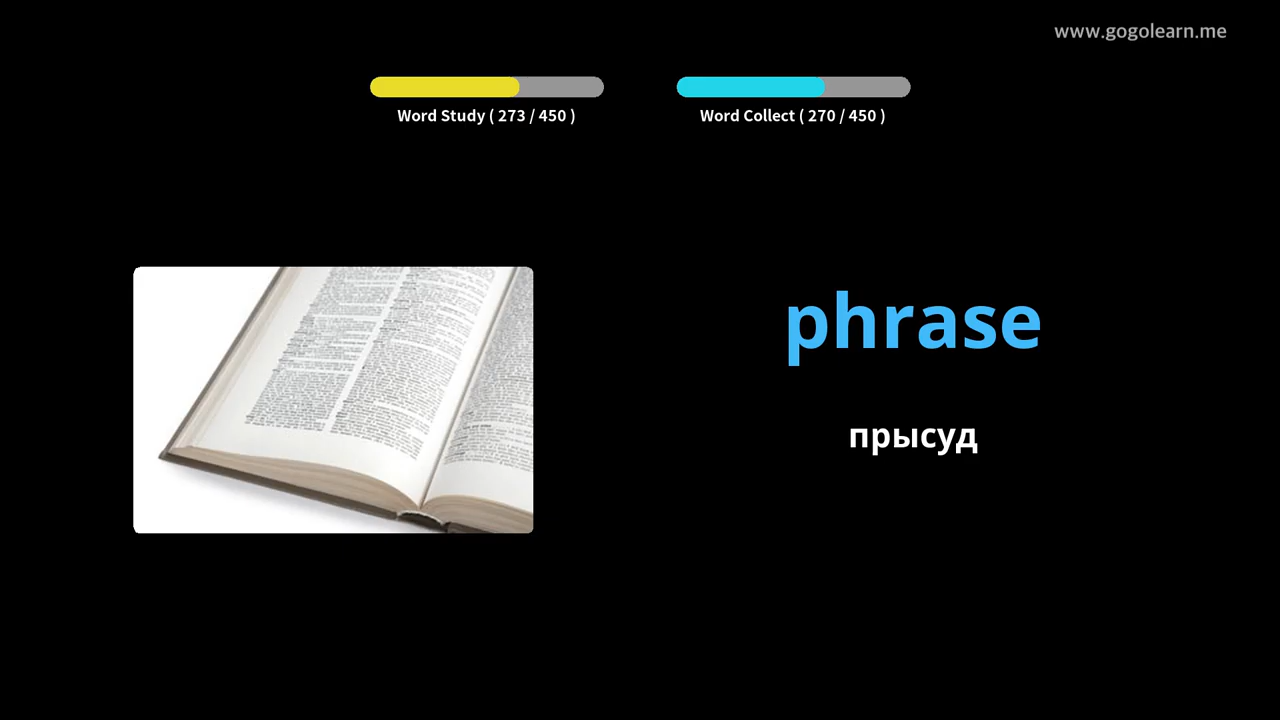 www.gogolearn.me
Word Study ( 273 / 450 )
Word Collect ( 270 / 450 )
phrase
прысуд